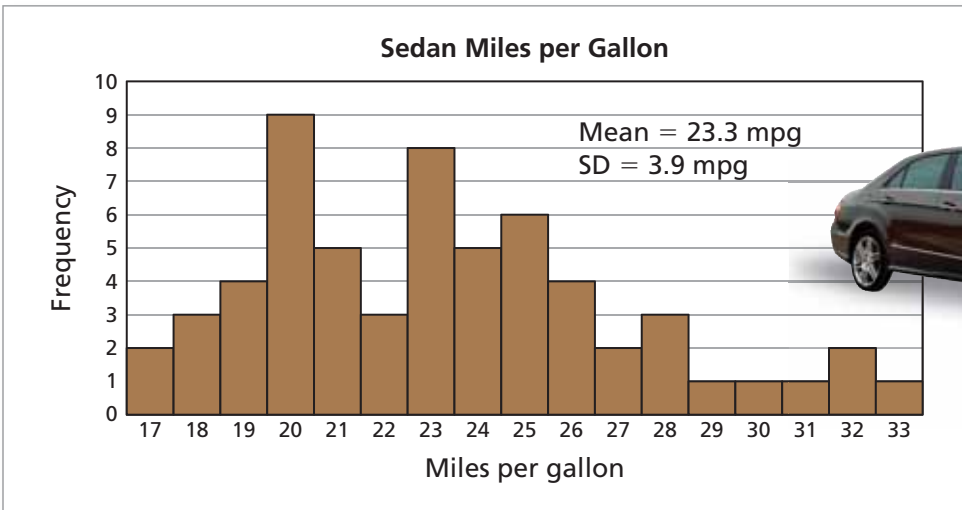 Sedan Miles per Gallon
Mean = 23.3 mpg
SD = 3.9 mpg
Frequency
10
9
8
7
6
5
4
3
2
1
0
17 18 19 20 21 22 23 24 25 26 27 28 29 30 31 32 33
Miles per gallon